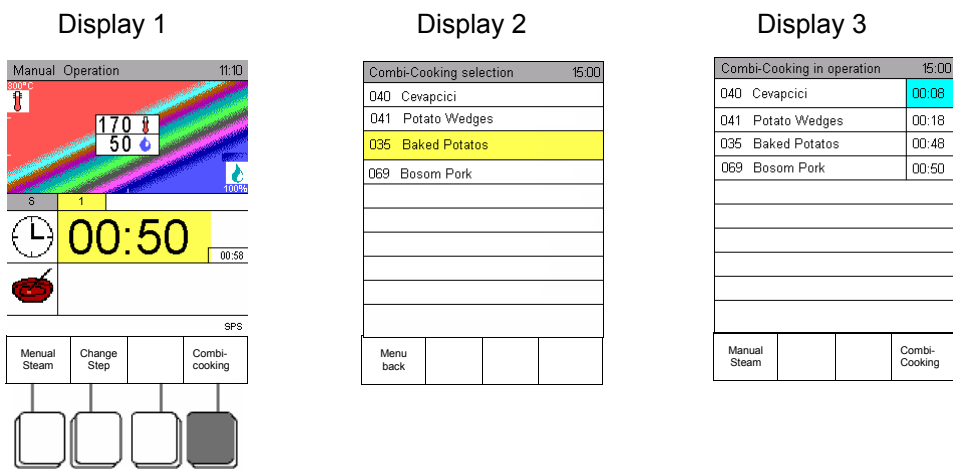 Display 1
Display 2
Display 3
Manual Operation 11:10
300°C
170
50
100%
S 1
00:50
00:58
SPS
Menual Steam
Change Step
Combi-cooking
Combi-Cooking selection 15:00
040 Cevapcici
041 Potato Wedges
035 Baked Potatos
069 Bosom Pork
Menu back
Combi-Cooking in operation 15:00
040 Cevapcici 00:08
041 Potato Wedges 00:18
035 Baked Potatos 00:48
069 Bosom Pork 00:50
Manual Steam
Combi-Cooking